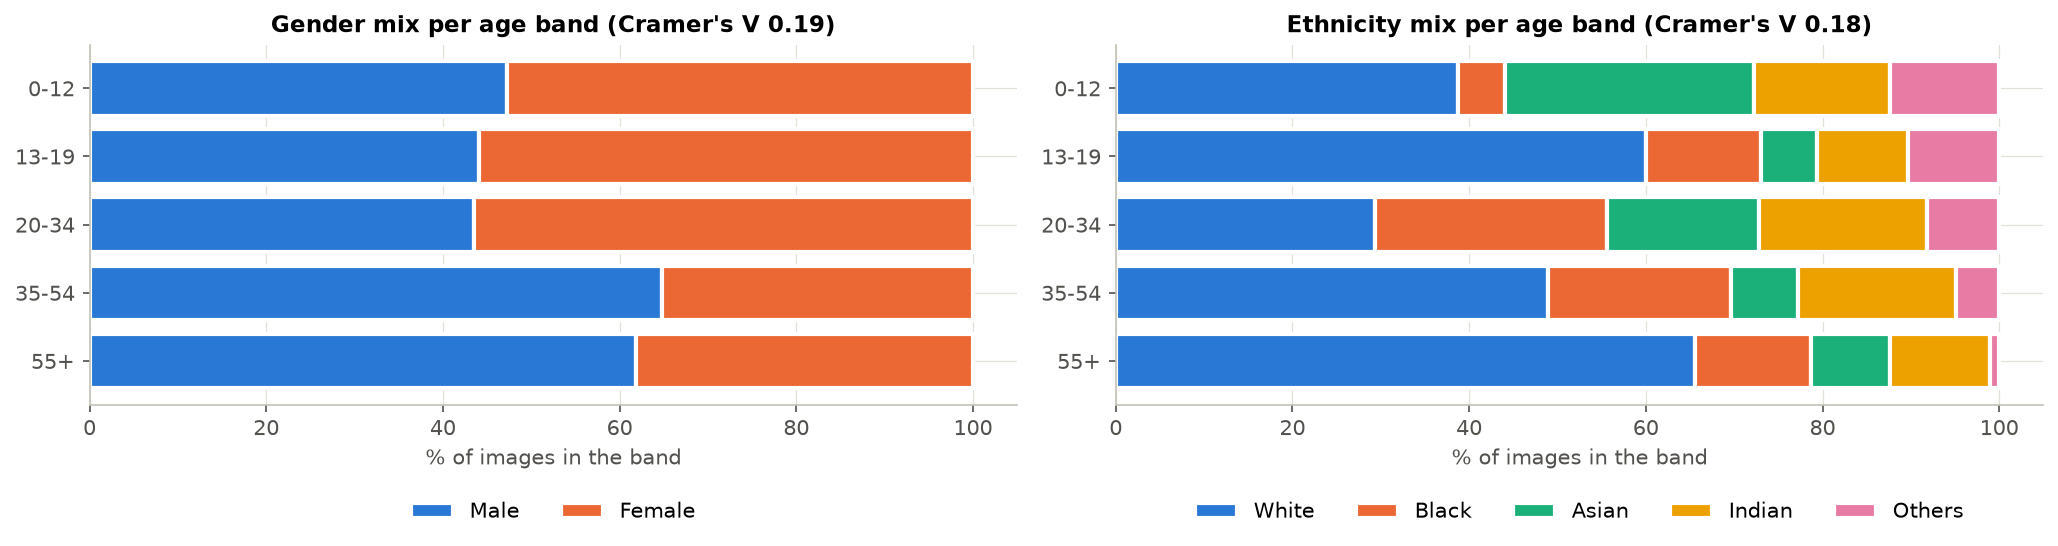 Gender mix per age band (Cramer's V 0.19)
0-12
13-19
20-34
35-54
55+
0 20 40 60 80 100
% of images in the band
Male Female
Ethnicity mix per age band (Cramer's V 0.18)
0-12
13-19
20-34
35-54
55+
0 20 40 60 80 100
% of images in the band
White Black Asian Indian Others